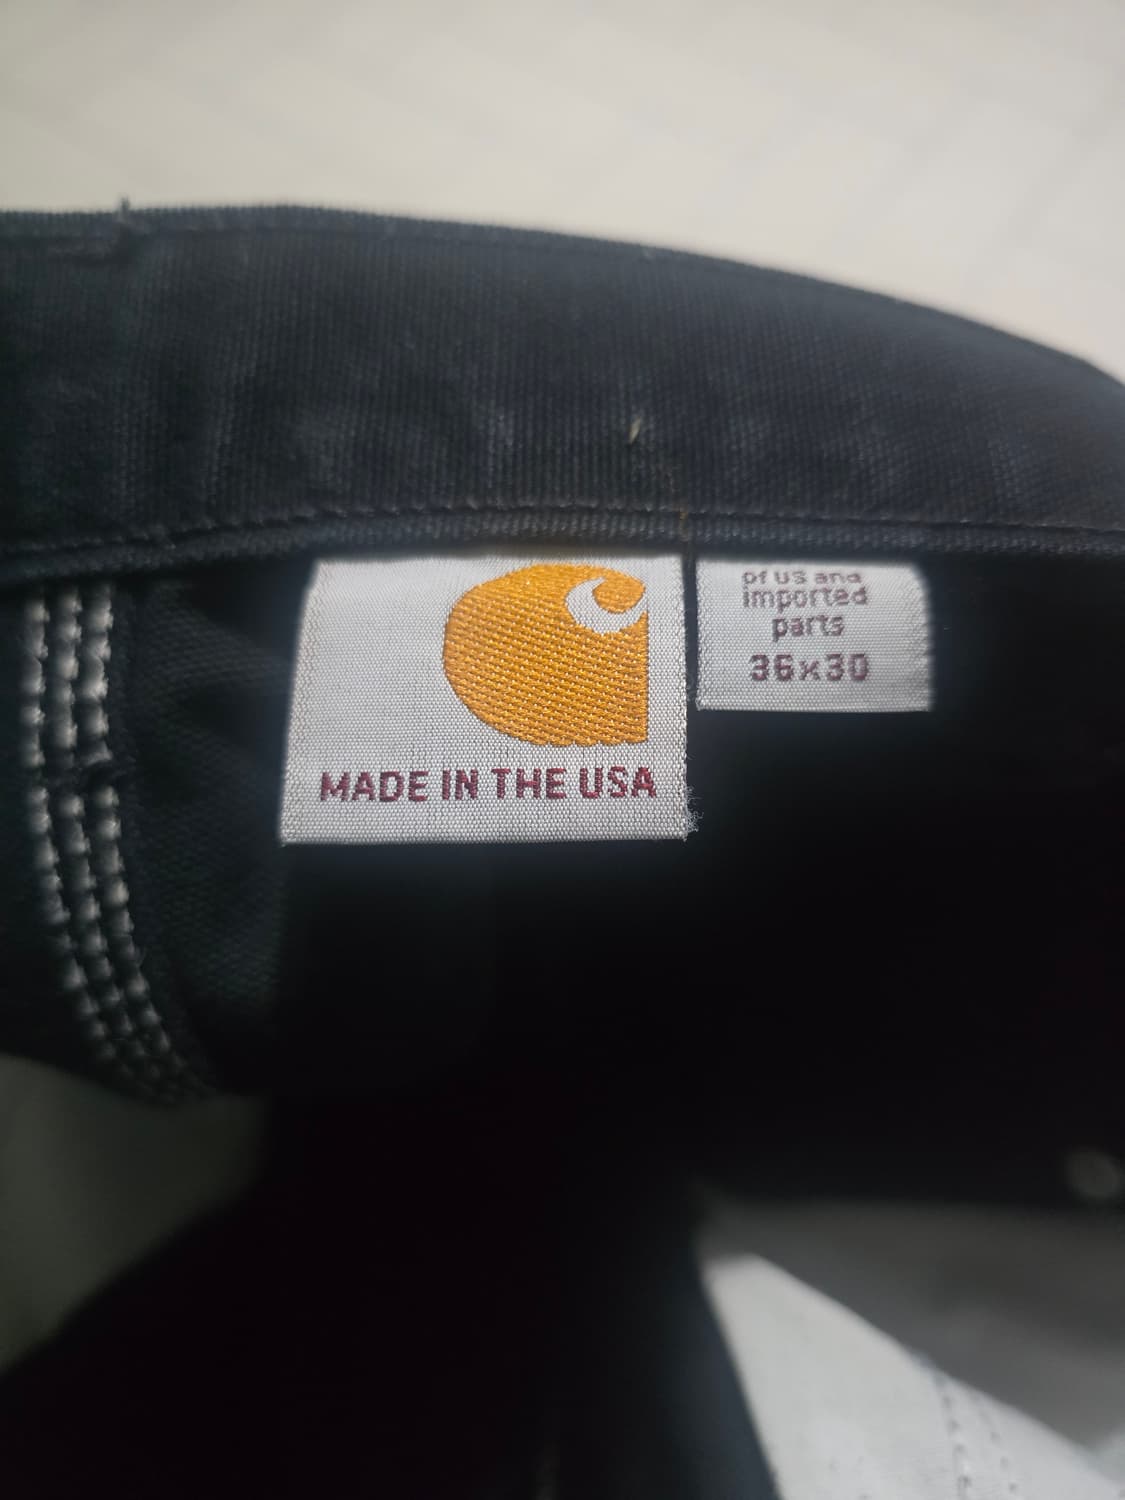 MADE IN THE USA
of US and
imported
parts
36x30